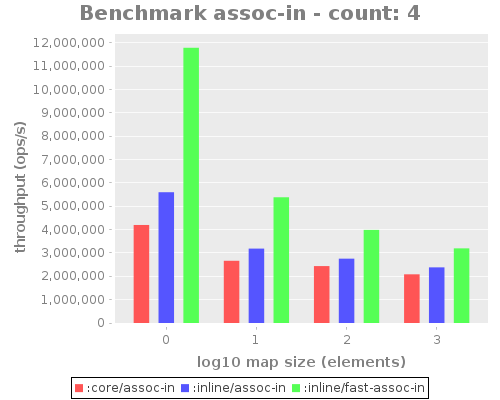 Benchmark assoc-in - count: 4
throughput (ops/s)
12,000,000
11,000,000
10,000,000
9,000,000
8,000,000
7,000,000
6,000,000
5,000,000
4,000,000
3,000,000
2,000,000
1,000,000
0
0 1 2 3
log10 map size (elements)
:core/assoc-in :inline/assoc-in :inline/fast-assoc-in